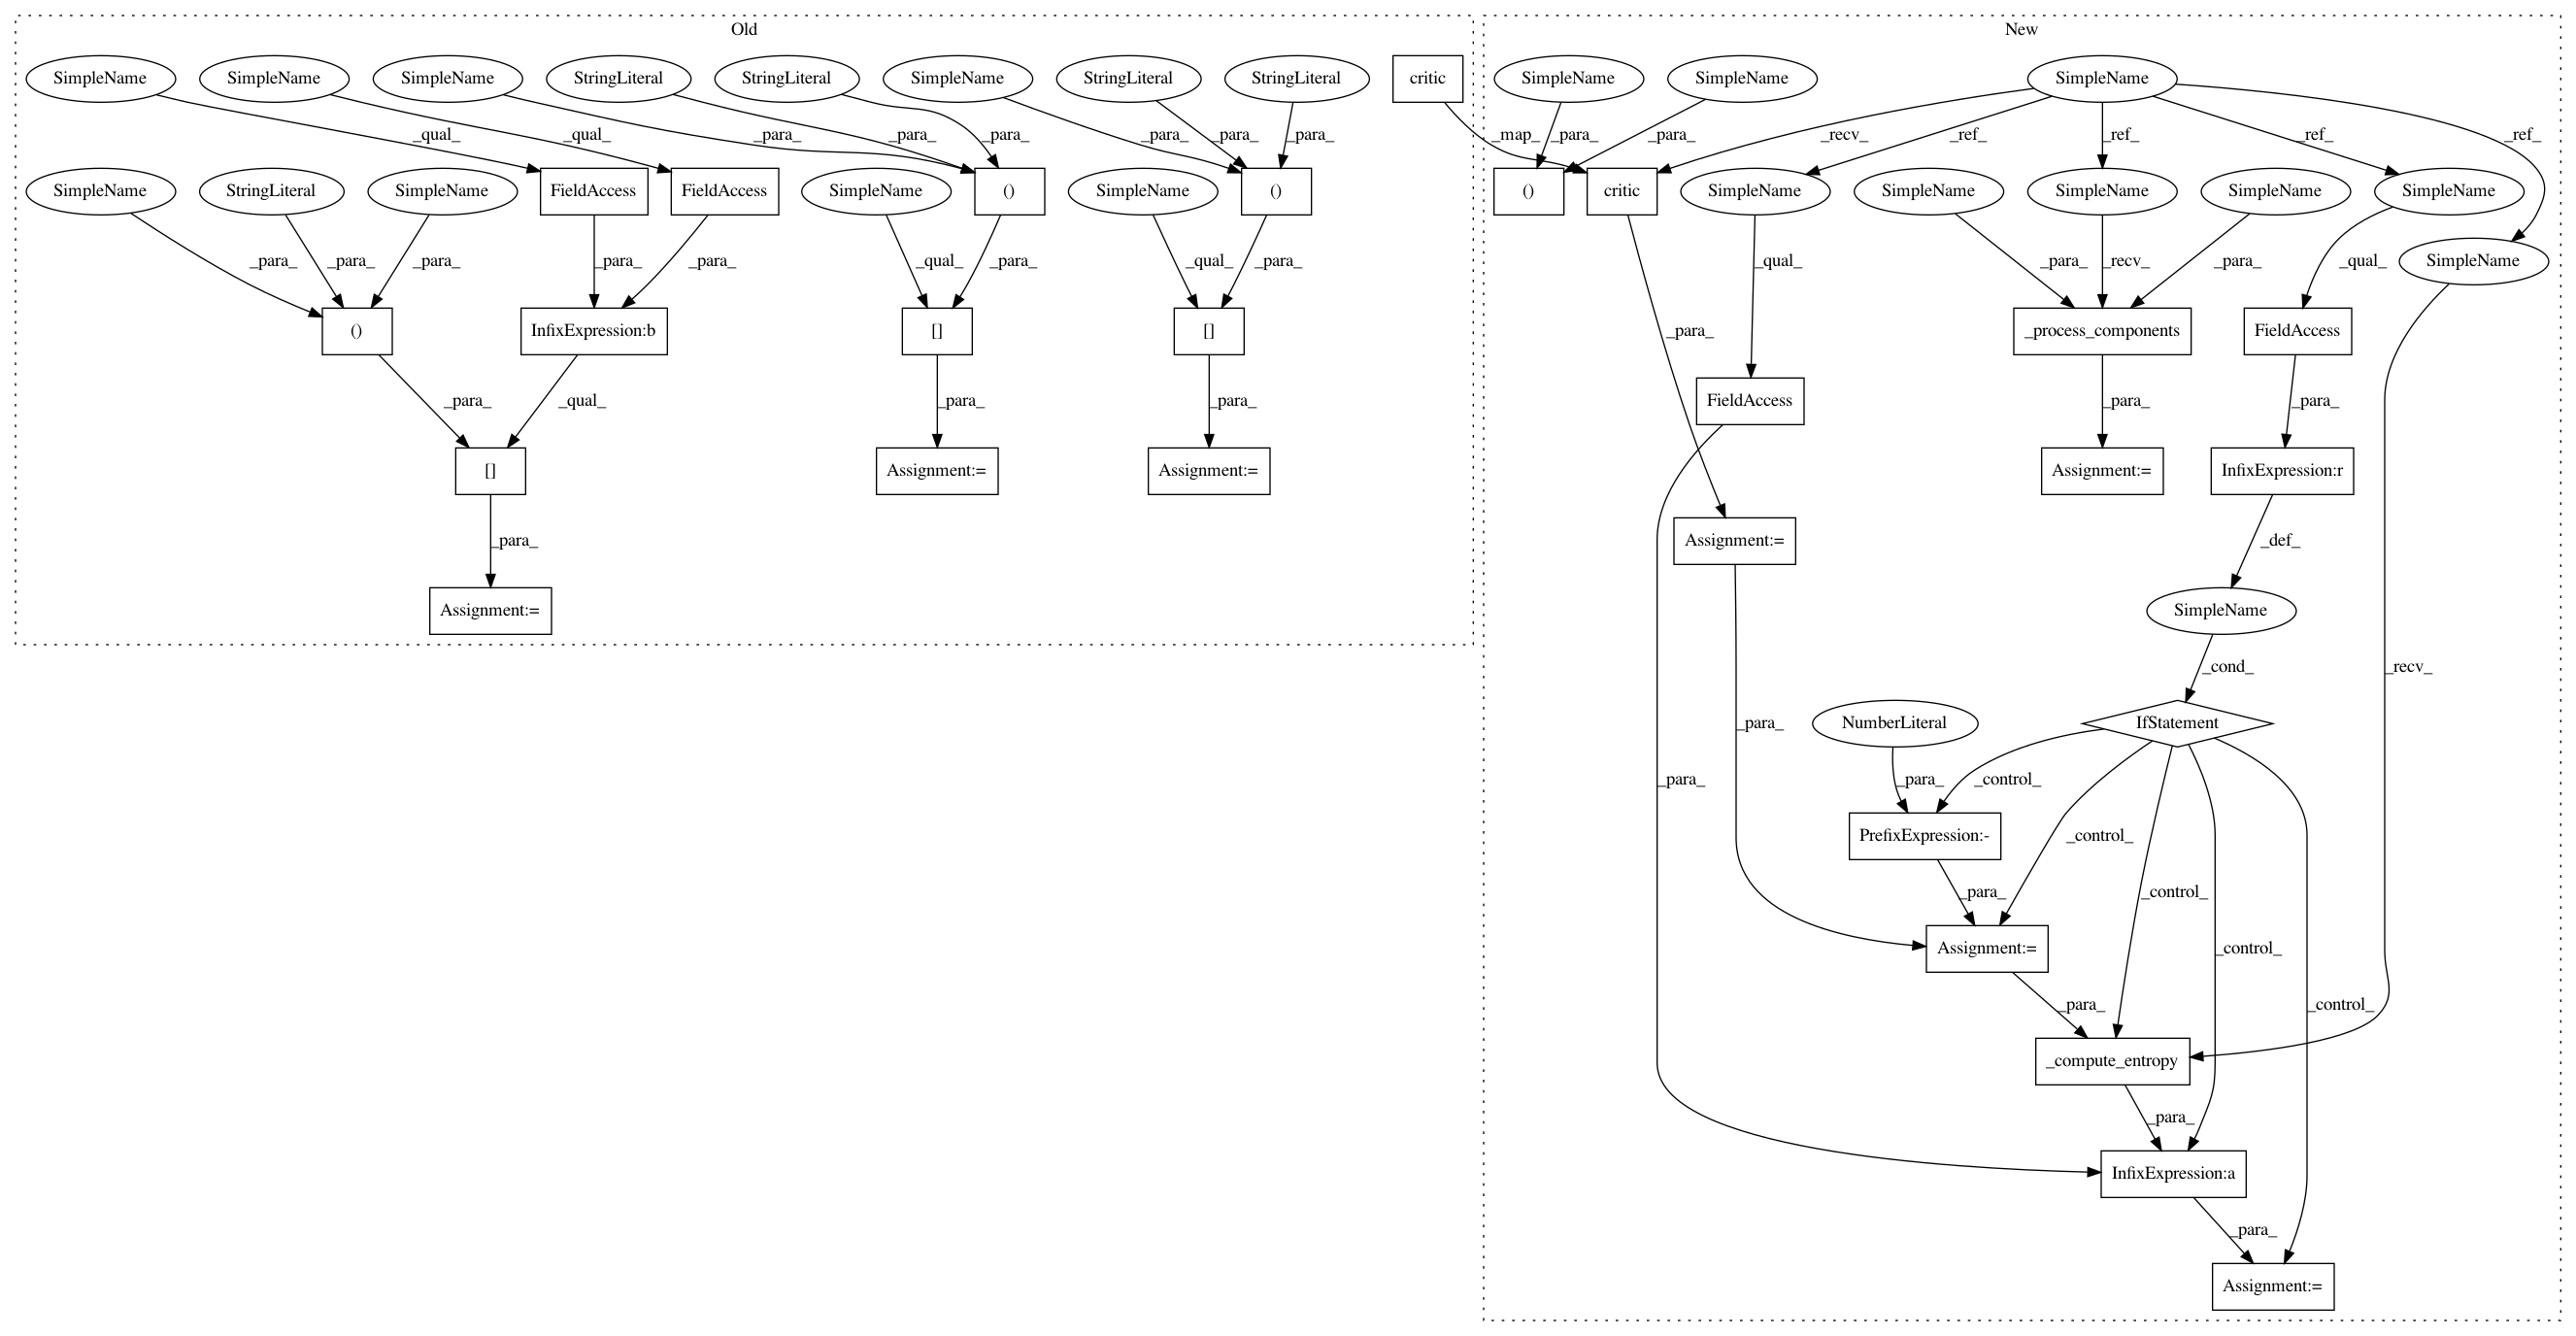 Old
New
SimpleName
SimpleName
SimpleName
StringLiteral
StringLiteral
SimpleName
StringLiteral
StringLiteral
critic
SimpleName
SimpleName
SimpleName
_qual_
_qual_
_para_
_para_
_para_
_para_
_para_
_para_
_map_
_para_
_para_
_recv_
_ref_
_ref_
_ref_
_ref_
SimpleName
StringLiteral
SimpleName
FieldAccess
FieldAccess
SimpleName
()
SimpleName
()
()
critic
SimpleName
SimpleName
SimpleName
SimpleName
SimpleName
SimpleName
_para_
_para_
_para_
_para_
_para_
_qual_
_para_
_qual_
_para_
_qual_
_para_
_recv_
_para_
_qual_
()
InfixExpression:b
[]
[]
_para_
_process_components
FieldAccess
_para_
_qual_
_para_
_para_
FieldAccess
_para_
_para_
[]
Assignment:=
Assignment:=
Assignment:=
InfixExpression:r
_para_
Assignment:=
_def_
Assignment:=
SimpleName
_cond_
_recv_
NumberLiteral
IfStatement
_para_
_para_
_para_
_control_
PrefixExpression:-
_control_
_para_
_control_
Assignment:=
_control_
_para_
_control_
_compute_entropy
_para_
InfixExpression:a
_para_
Assignment:=